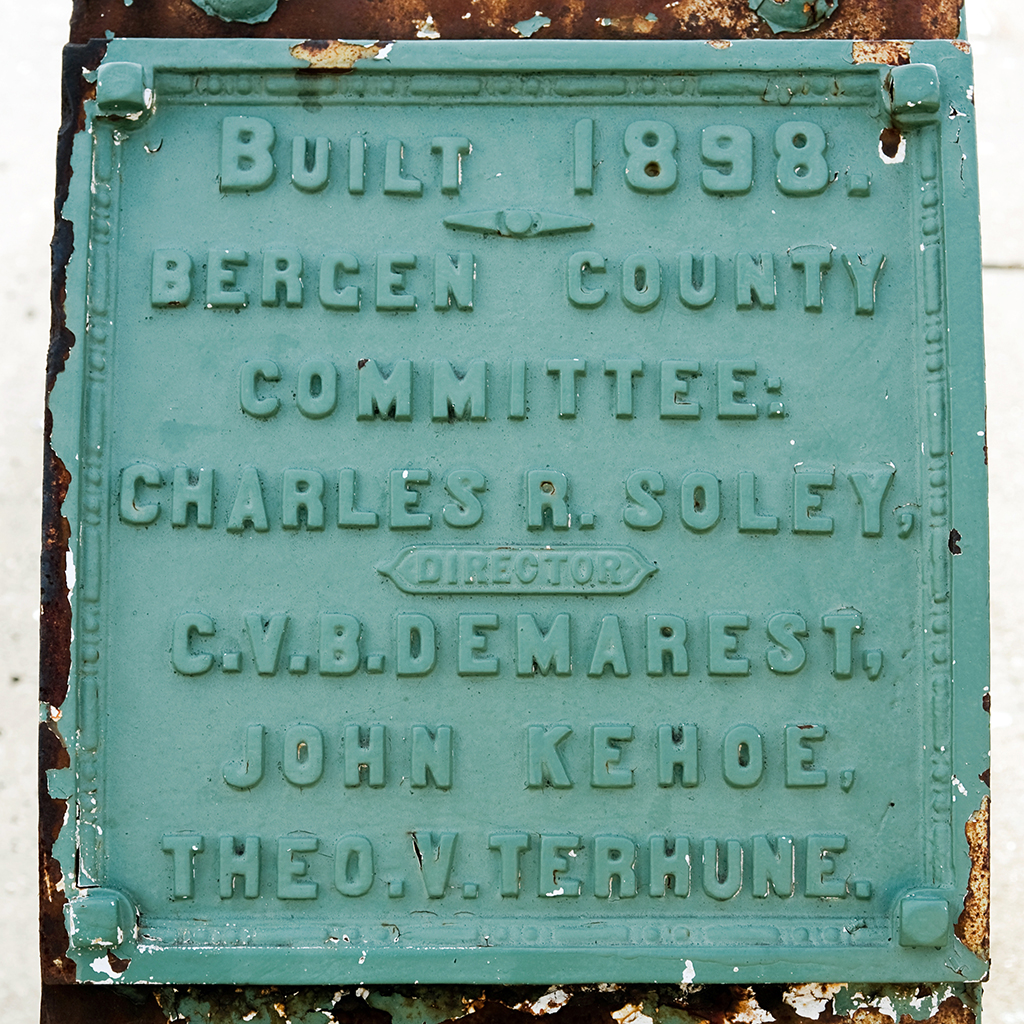 BUILT 1898.
BERGEN COUNTY
COMMITTEE:
CHARLES R. SOLEY,
DIRECTOR
C.V.B.DEMAREST,
JOHN KEHOE,
THEO.V.TERHUNE.